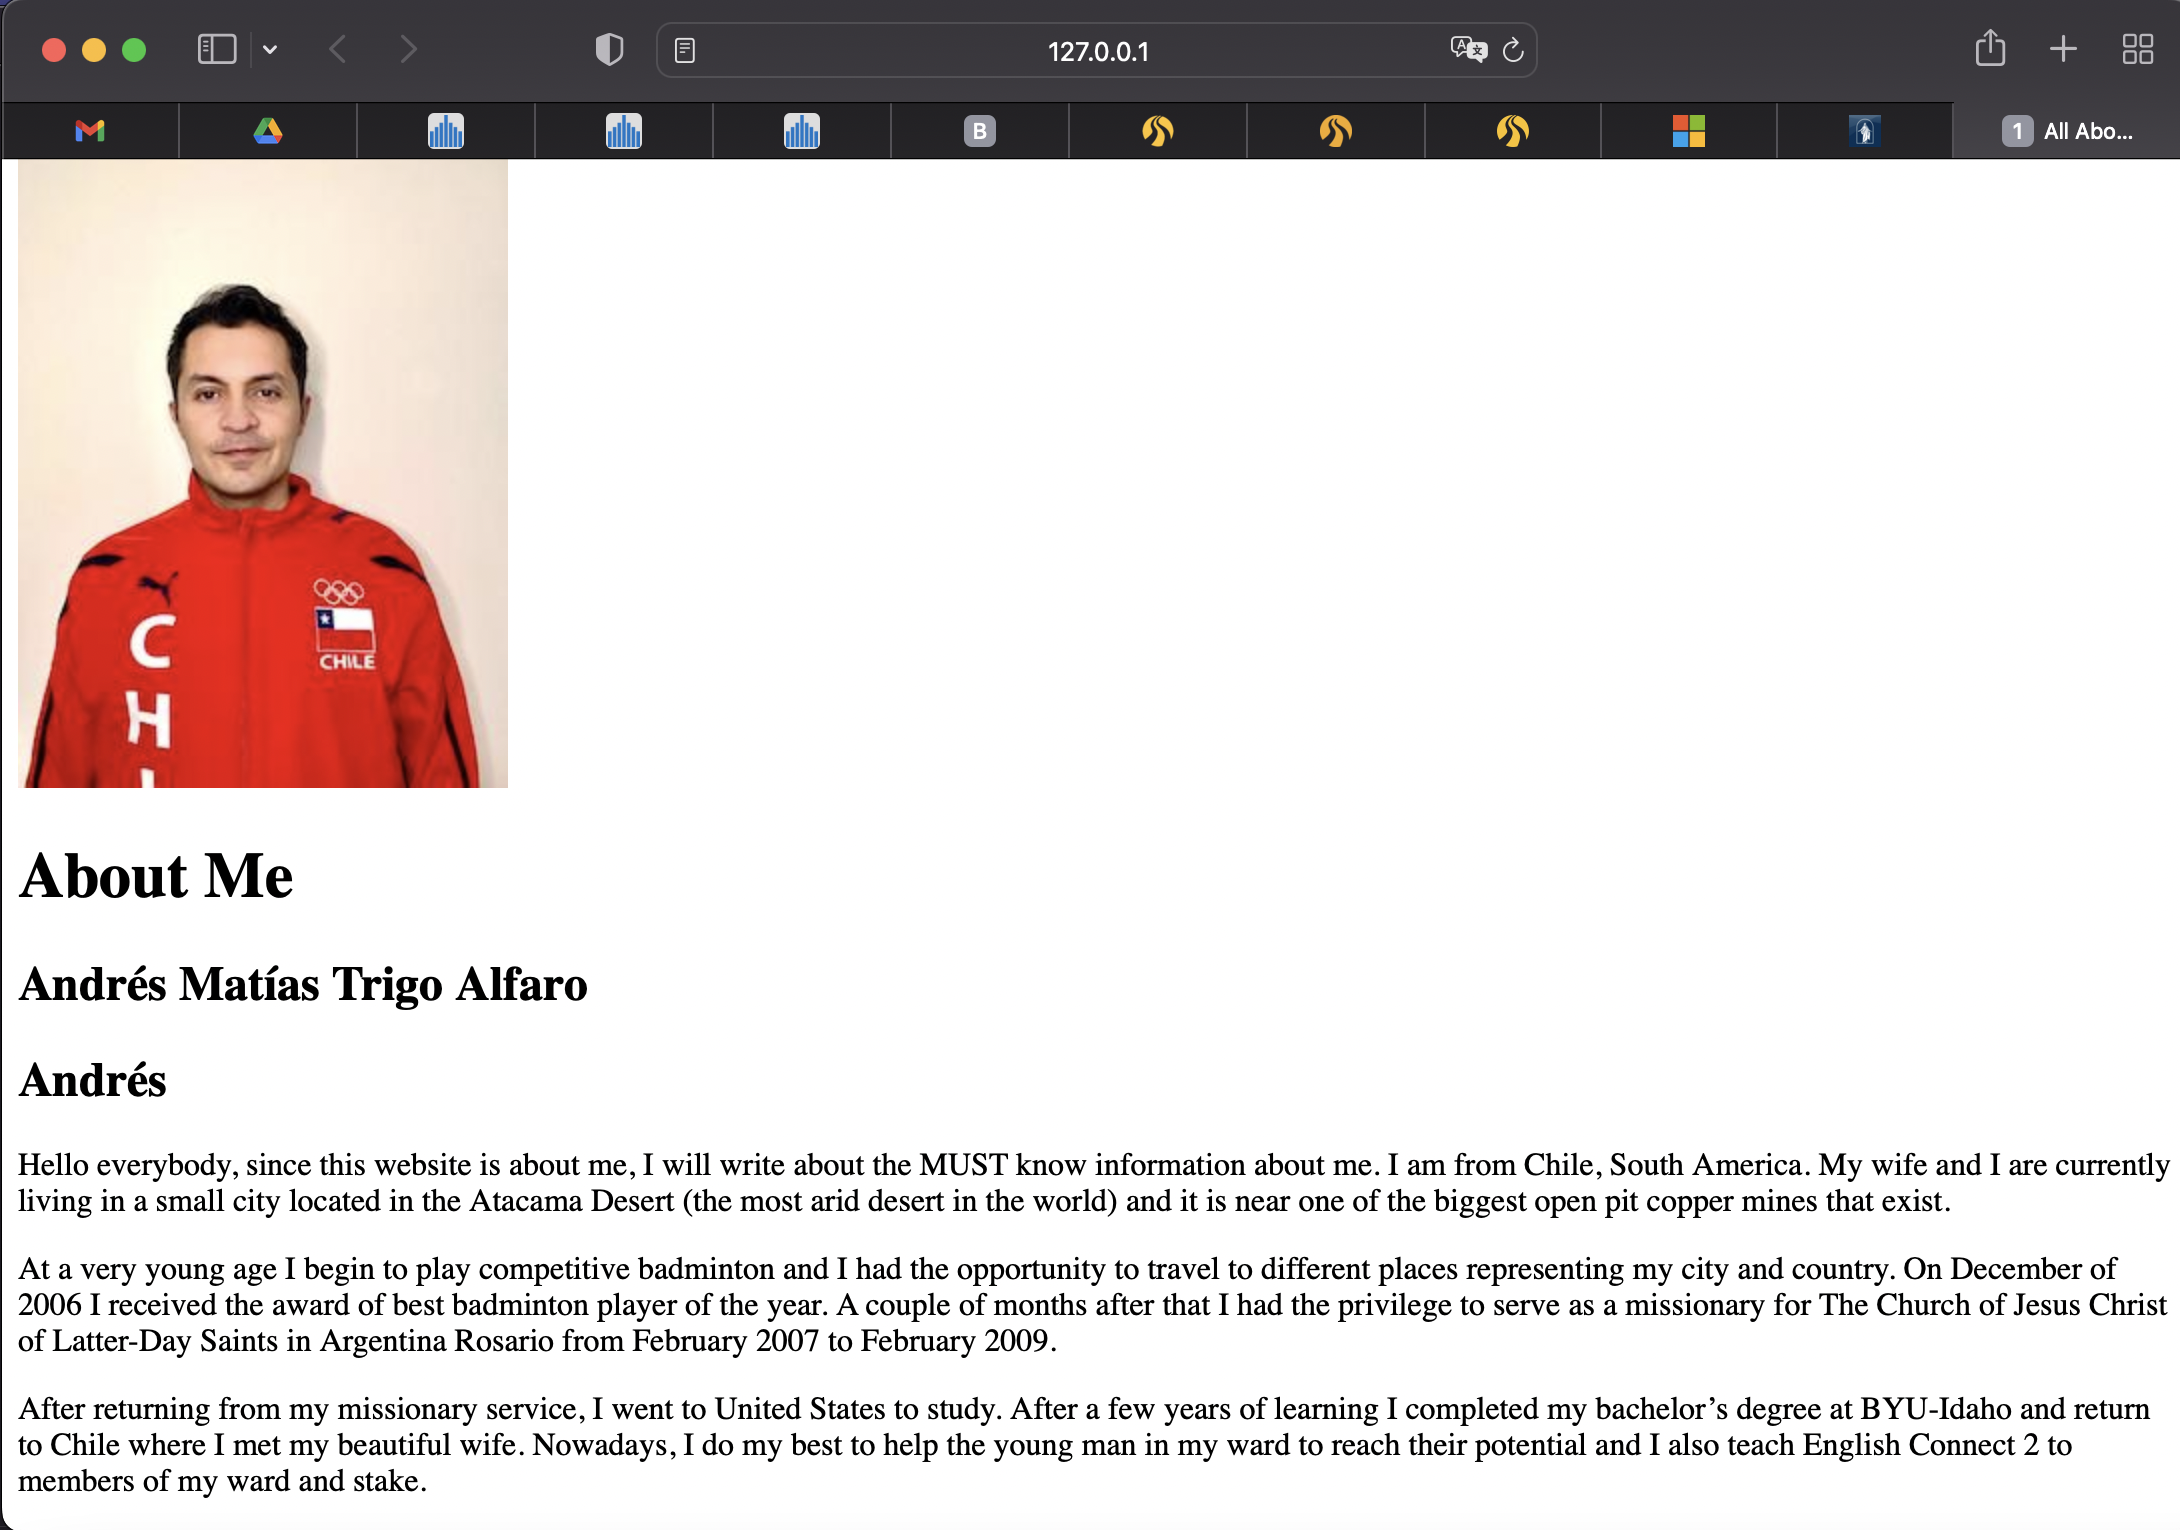 127.0.0.1
B
1 All Abo...
C
H
CHILE
About Me
Andrés Matías Trigo Alfaro
Andrés
Hello everybody, since this website is about me, I will write about the MUST know information about me. I am from Chile, South America. My wife and I are currently
living in a small city located in the Atacama Desert (the most arid desert in the world) and it is near one of the biggest open pit copper mines that exist.
At a very young age I begin to play competitive badminton and I had the opportunity to travel to different places representing my city and country. On December of
2006 I received the award of best badminton player of the year. A couple of months after that I had the privilege to serve as a missionary for The Church of Jesus Christ
of Latter-Day Saints in Argentina Rosario from February 2007 to February 2009.
After returning from my missionary service, I went to United States to study. After a few years of learning I completed my bachelor’s degree at BYU-Idaho and return
to Chile where I met my beautiful wife. Nowadays, I do my best to help the young man in my ward to reach their potential and I also teach English Connect 2 to
members of my ward and stake.